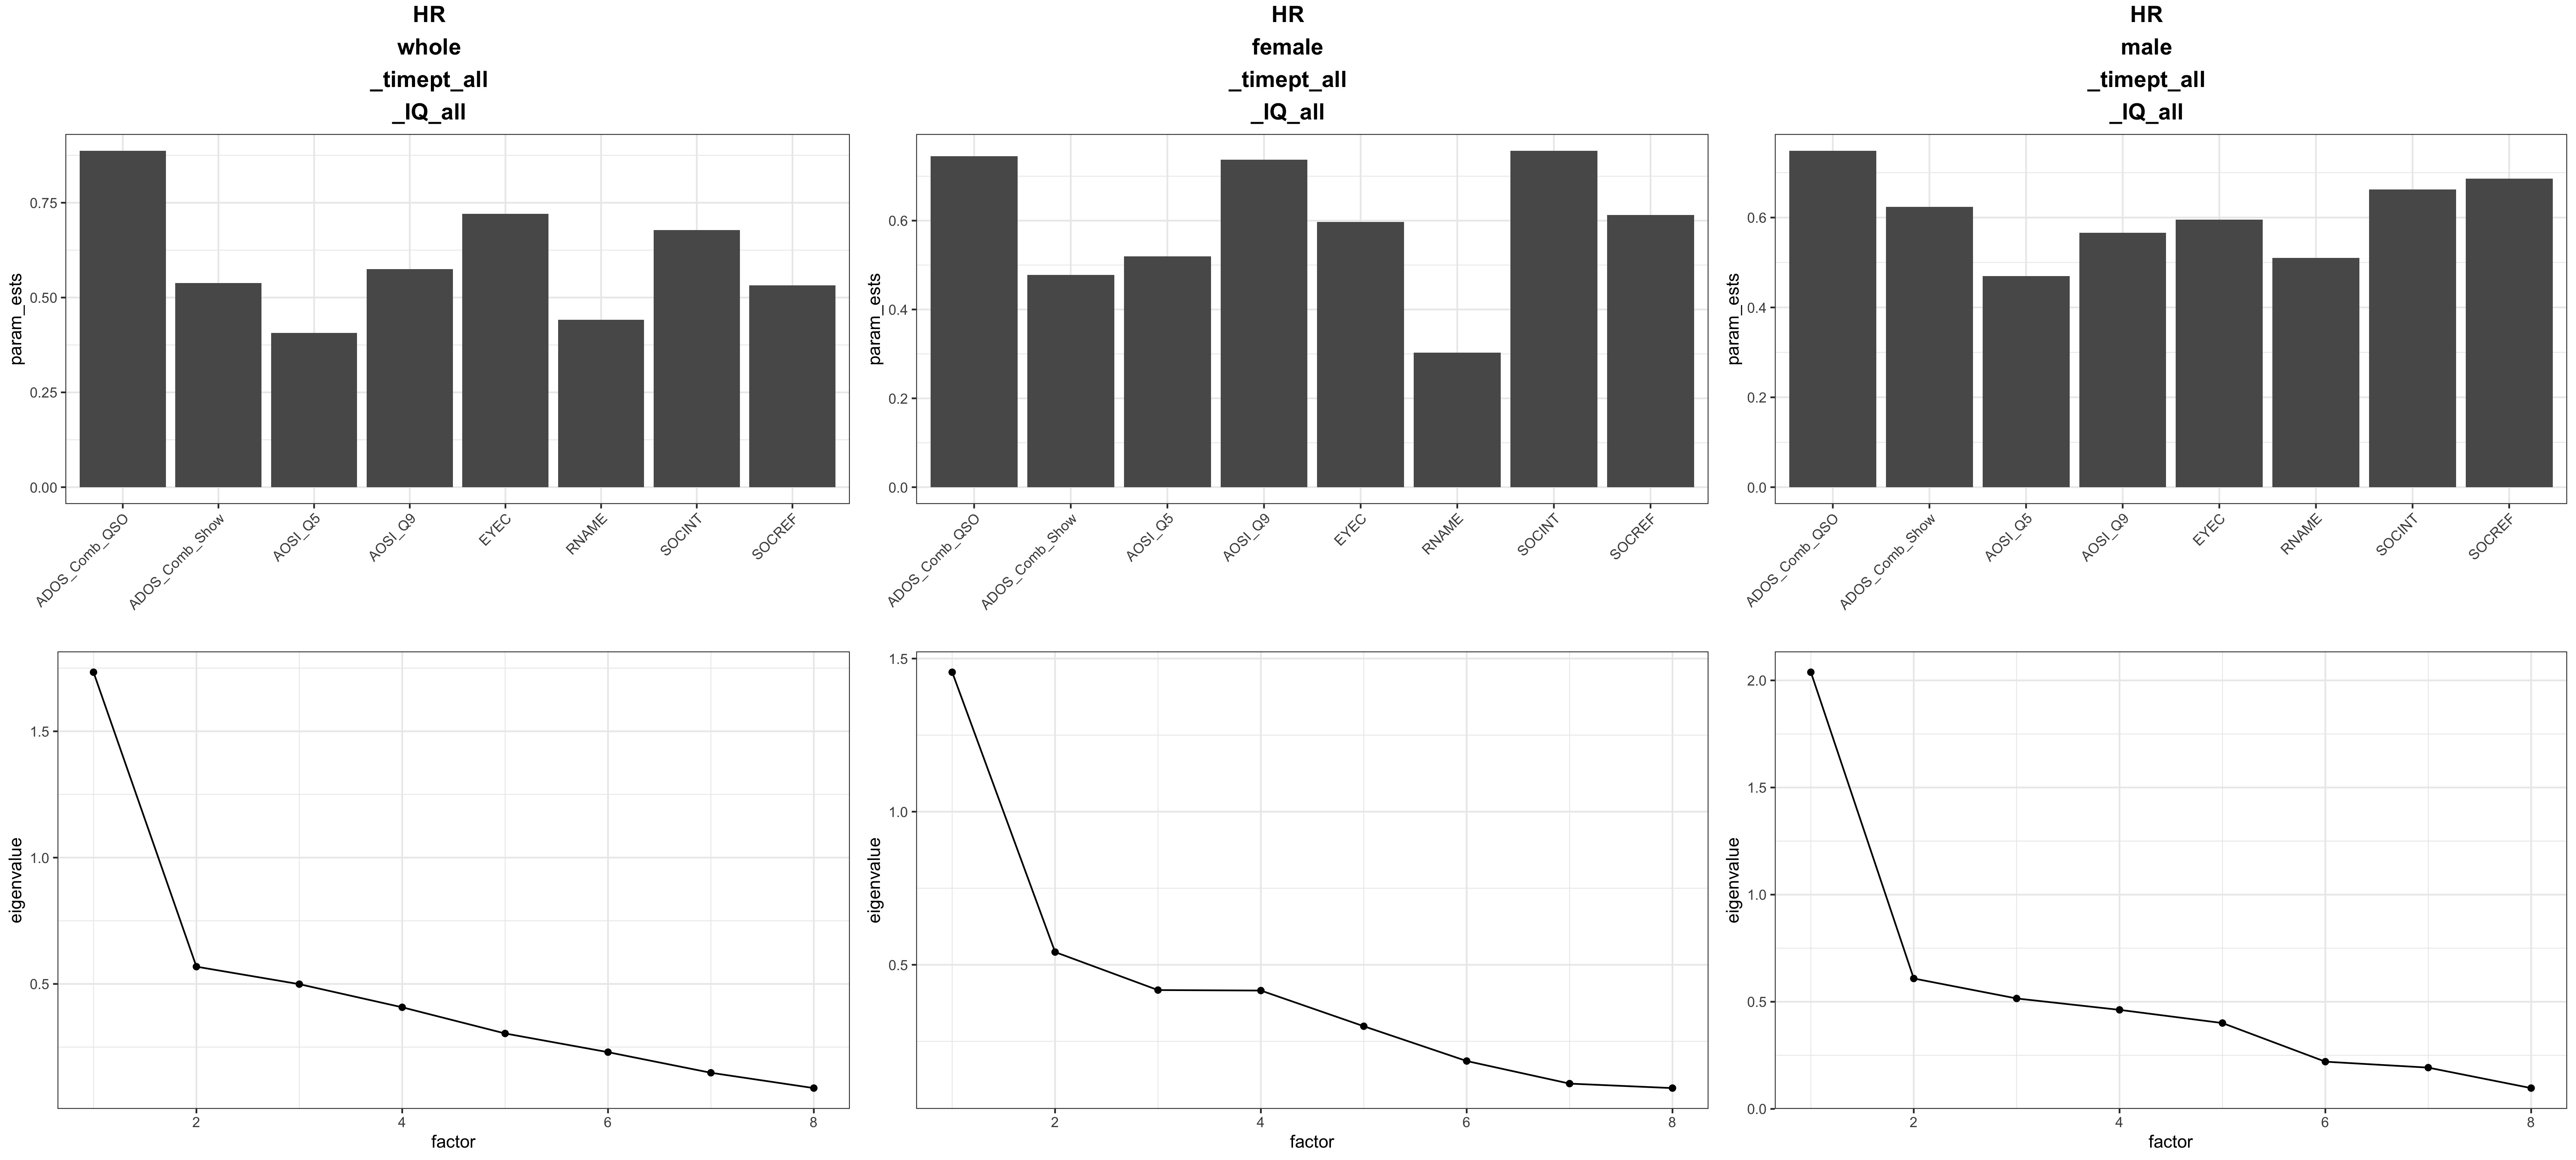 HR
whole
_timept_all
_IQ_all
param_ests
0.75
0.50
0.25
0.00
ADOS_Comb_QSO
ADOS_Comb_Show
AOSI_Q5
AOSI_Q9
EYEC
RNAME
SOCINT
SOCREF
HR
female
_timept_all
_IQ_all
param_ests
0.6
0.4
0.2
0.0
ADOS_Comb_QSO
ADOS_Comb_Show
AOSI_Q5
AOSI_Q9
EYEC
RNAME
SOCINT
SOCREF
HR
male
_timept_all
_IQ_all
param_ests
0.6
0.4
0.2
0.0
ADOS_Comb_QSO
ADOS_Comb_Show
AOSI_Q5
AOSI_Q9
EYEC
RNAME
SOCINT
SOCREF
eigenvalue
1.5
1.0
0.5
2 4 6 8
factor
eigenvalue
1.5
1.0
0.5
2 4 6 8
factor
eigenvalue
2.0
1.5
1.0
0.5
0.0
2 4 6 8
factor